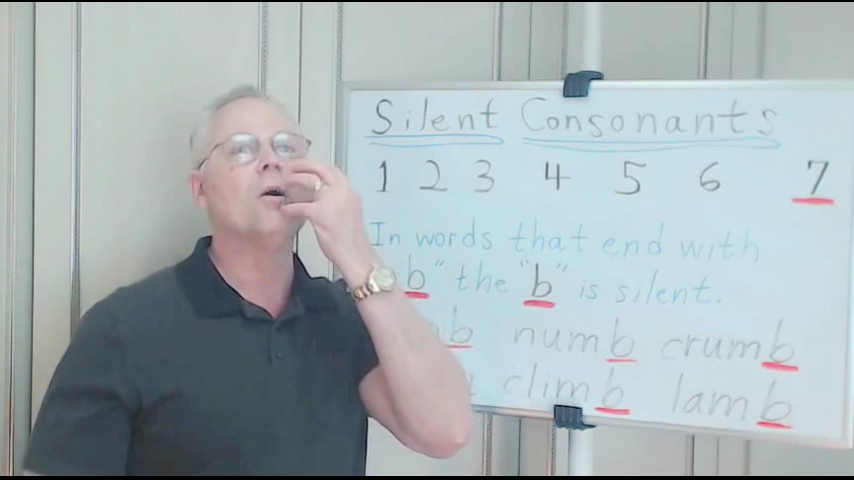 Silent Consonants
1 2 3 4 5 6 7
In words that end with
b" the "b" is silent.
b numb crumb
climb lamb